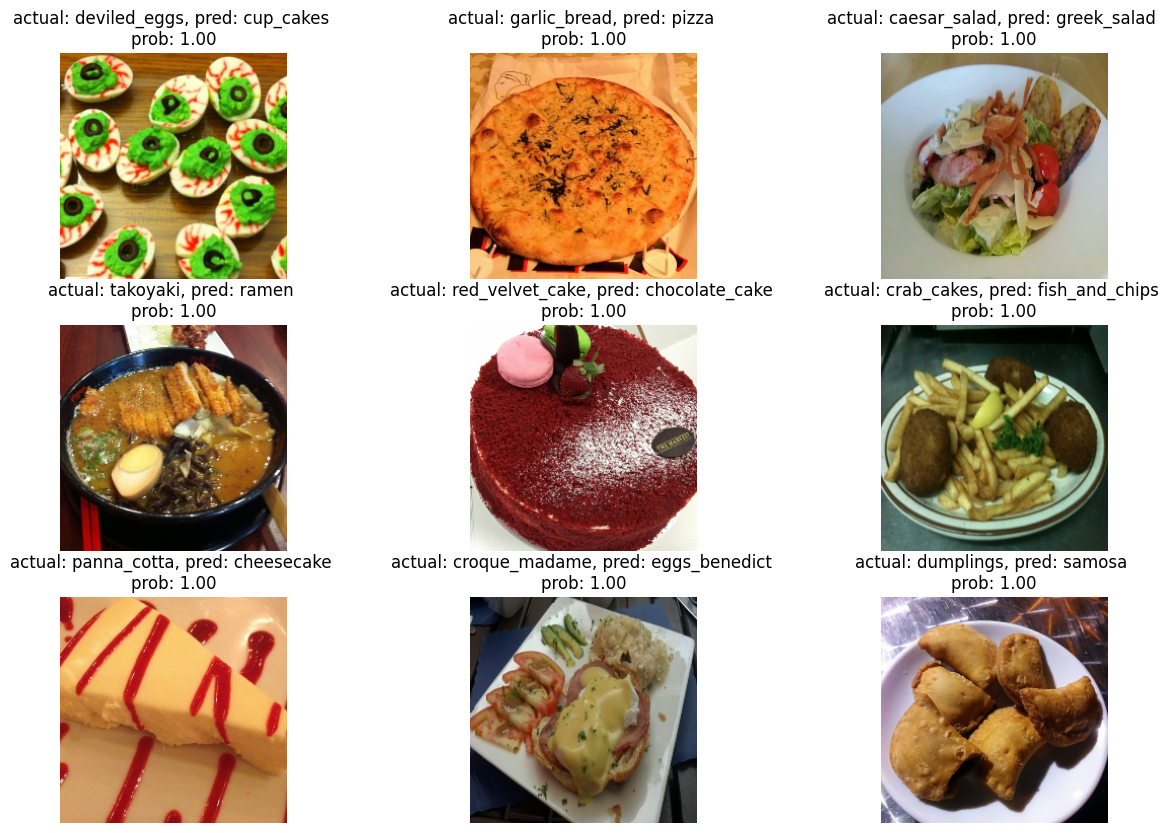 actual: deviled_eggs, pred: cup_cakes
prob: 1.00
actual: garlic_bread, pred: pizza
prob: 1.00
actual: caesar_salad, pred: greek_salad
prob: 1.00
actual: takoyaki, pred: ramen
prob: 1.00
actual: red_velvet_cake, pred: chocolate_cake
prob: 1.00
actual: crab_cakes, pred: fish_and_chips
prob: 1.00
actual: panna_cotta, pred: cheesecake
prob: 1.00
actual: croque_madame, pred: eggs_benedict
prob: 1.00
actual: dumplings, pred: samosa
prob: 1.00